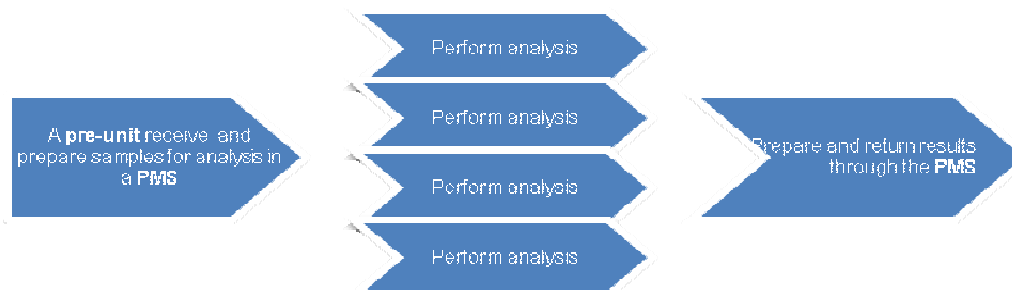 A pre-unit receive and
prepare samples for analysis in
a PMS
Perform analysis
Perform analysis
Perform analysis
Perform analysis
Prepare and return results
through the PMS